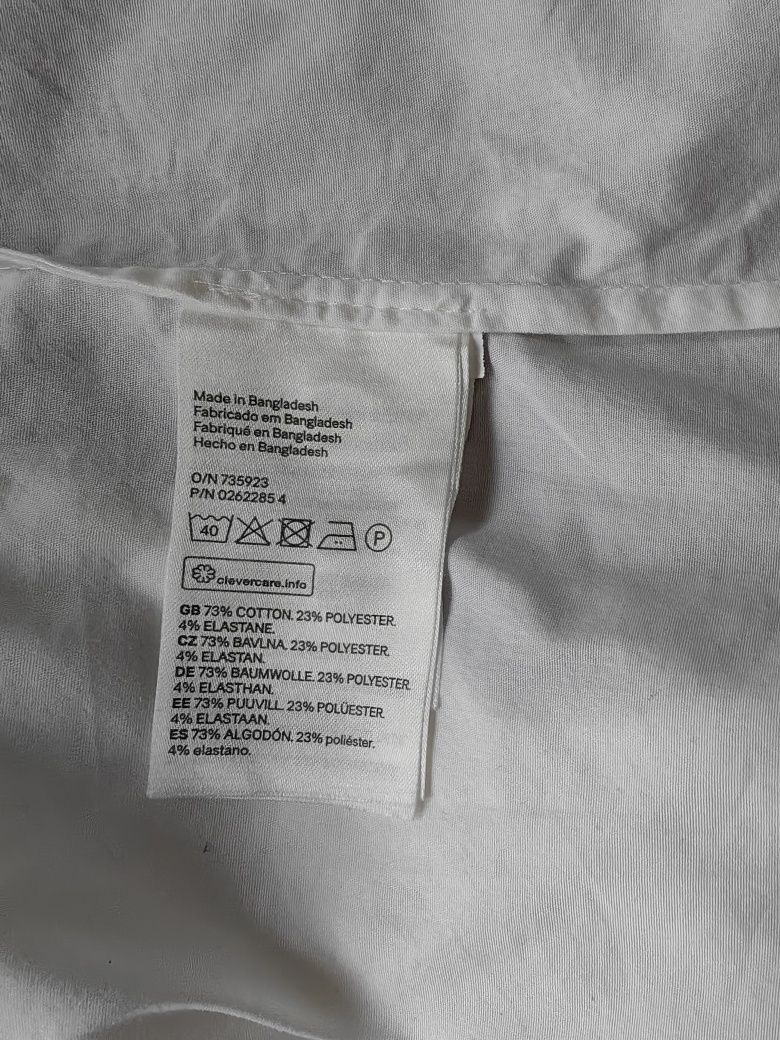 Made in Bangladesh
Fabricado em Bangladesh
Fabriqué en Bangladesh
Hecho en Bangladesh
O/N 735923
P/N 0262285 4
40 P
clevercare.info
GB 73% COTTON. 23% POLYESTER.
4% ELASTANE.
CZ 73% BAVLNA. 23% POLYESTER.
4% ELASTAN.
DE 73% BAUMWOLLE. 23% POLYESTER.
4% ELASTHAN.
EE 73% PUUVILL. 23% POLÜESTER.
4% ELASTAAN.
ES 73% ALGODÓN. 23% poliéster.
4% elastano.